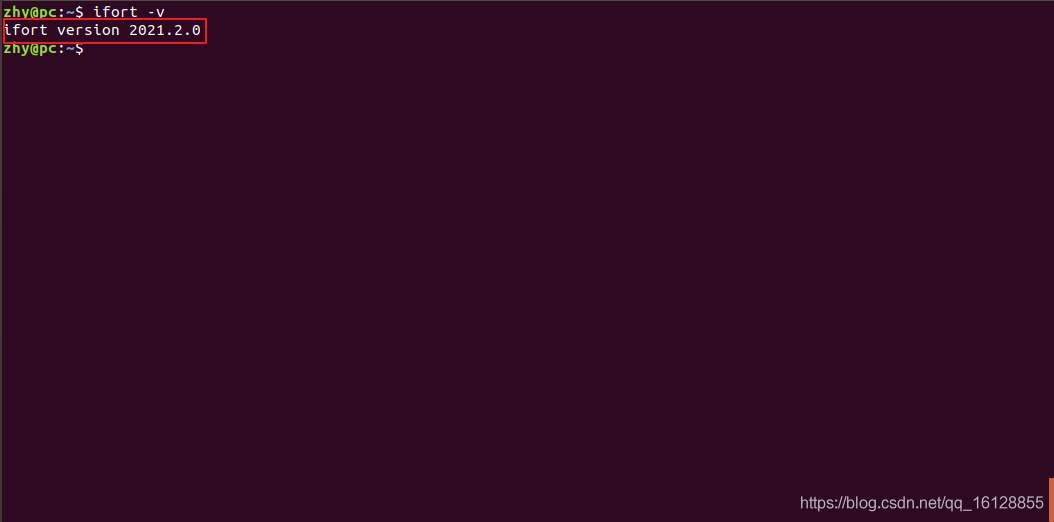 zhy@pc:~$ ifort -v
ifort version 2021.2.0
zhy@pc:~$
https://blog.csdn.net/qq_16128855